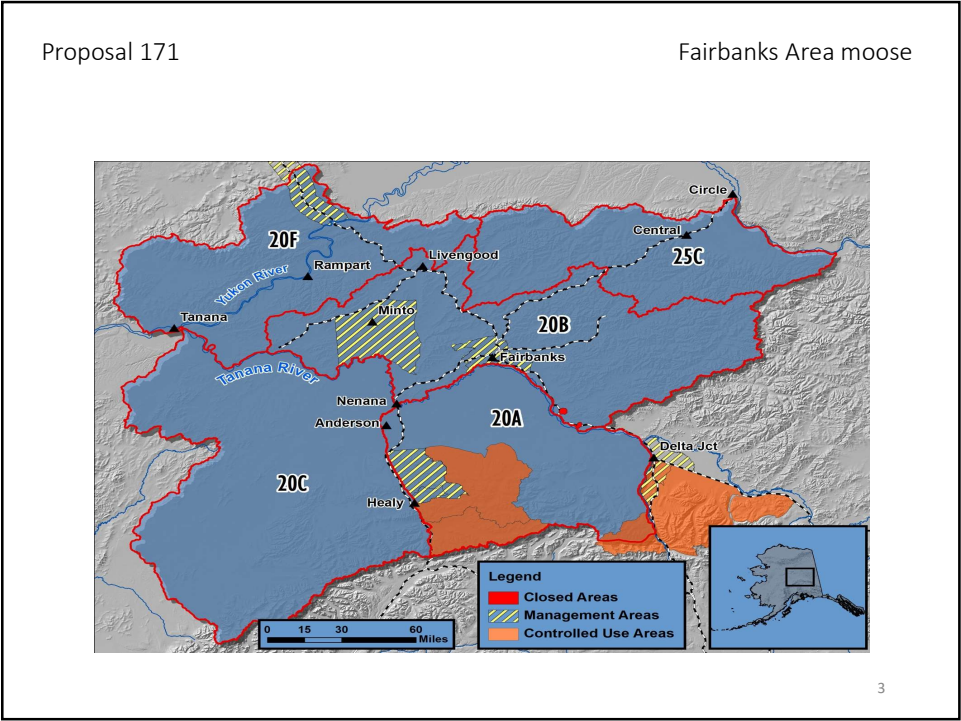 Proposal 171
Fairbanks Area moose
Circle
Central
20F
25C
Livengood
Rampart
Yukon River
Minto
Tanana
20B
Fairbanks
Tanana River
Nenana
20A
Anderson
Delta Jct
20C
Healy
Legend
Closed Areas
Management Areas
Controlled Use Areas
0 15 30 60
Miles
3